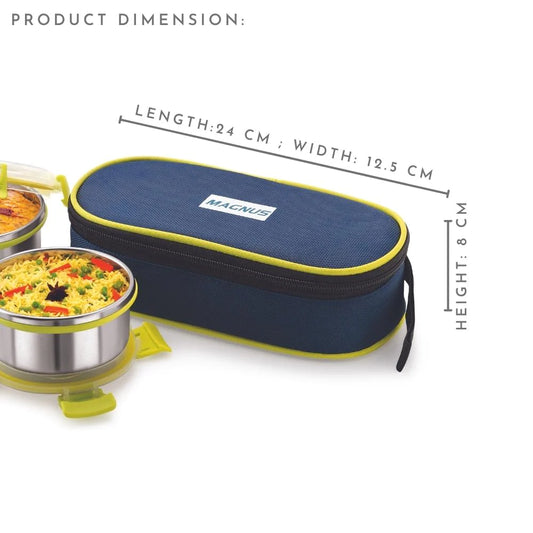 PRODUCT DIMENSION:
LENGTH:24 CM ; WIDTH: 12.5 CM
HEIGHT: 8 CM
MAGNUS